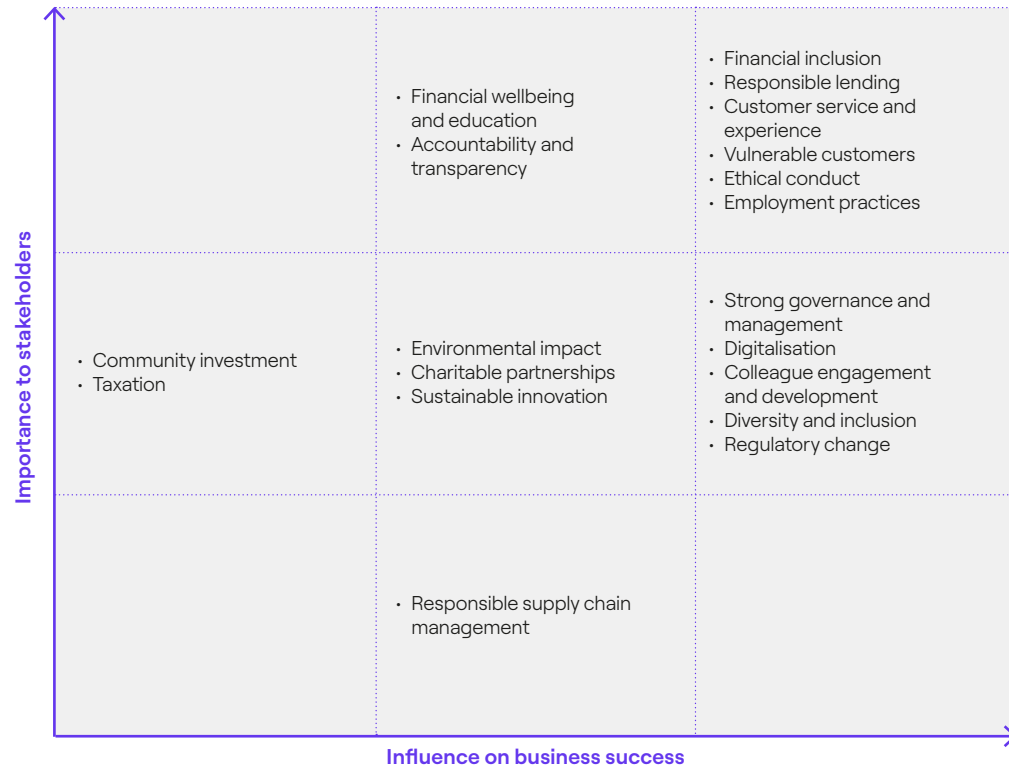 Importance to stakeholders
• Financial wellbeing
and education
• Accountability and
transparency
• Financial inclusion
• Responsible lending
• Customer service and
experience
• Vulnerable customers
• Ethical conduct
• Employment practices
• Community investment
• Taxation
• Environmental impact
• Charitable partnerships
• Sustainable innovation
• Strong governance and
management
• Digitalisation
• Colleague engagement
and development
• Diversity and inclusion
• Regulatory change
• Responsible supply chain
management
Influence on business success